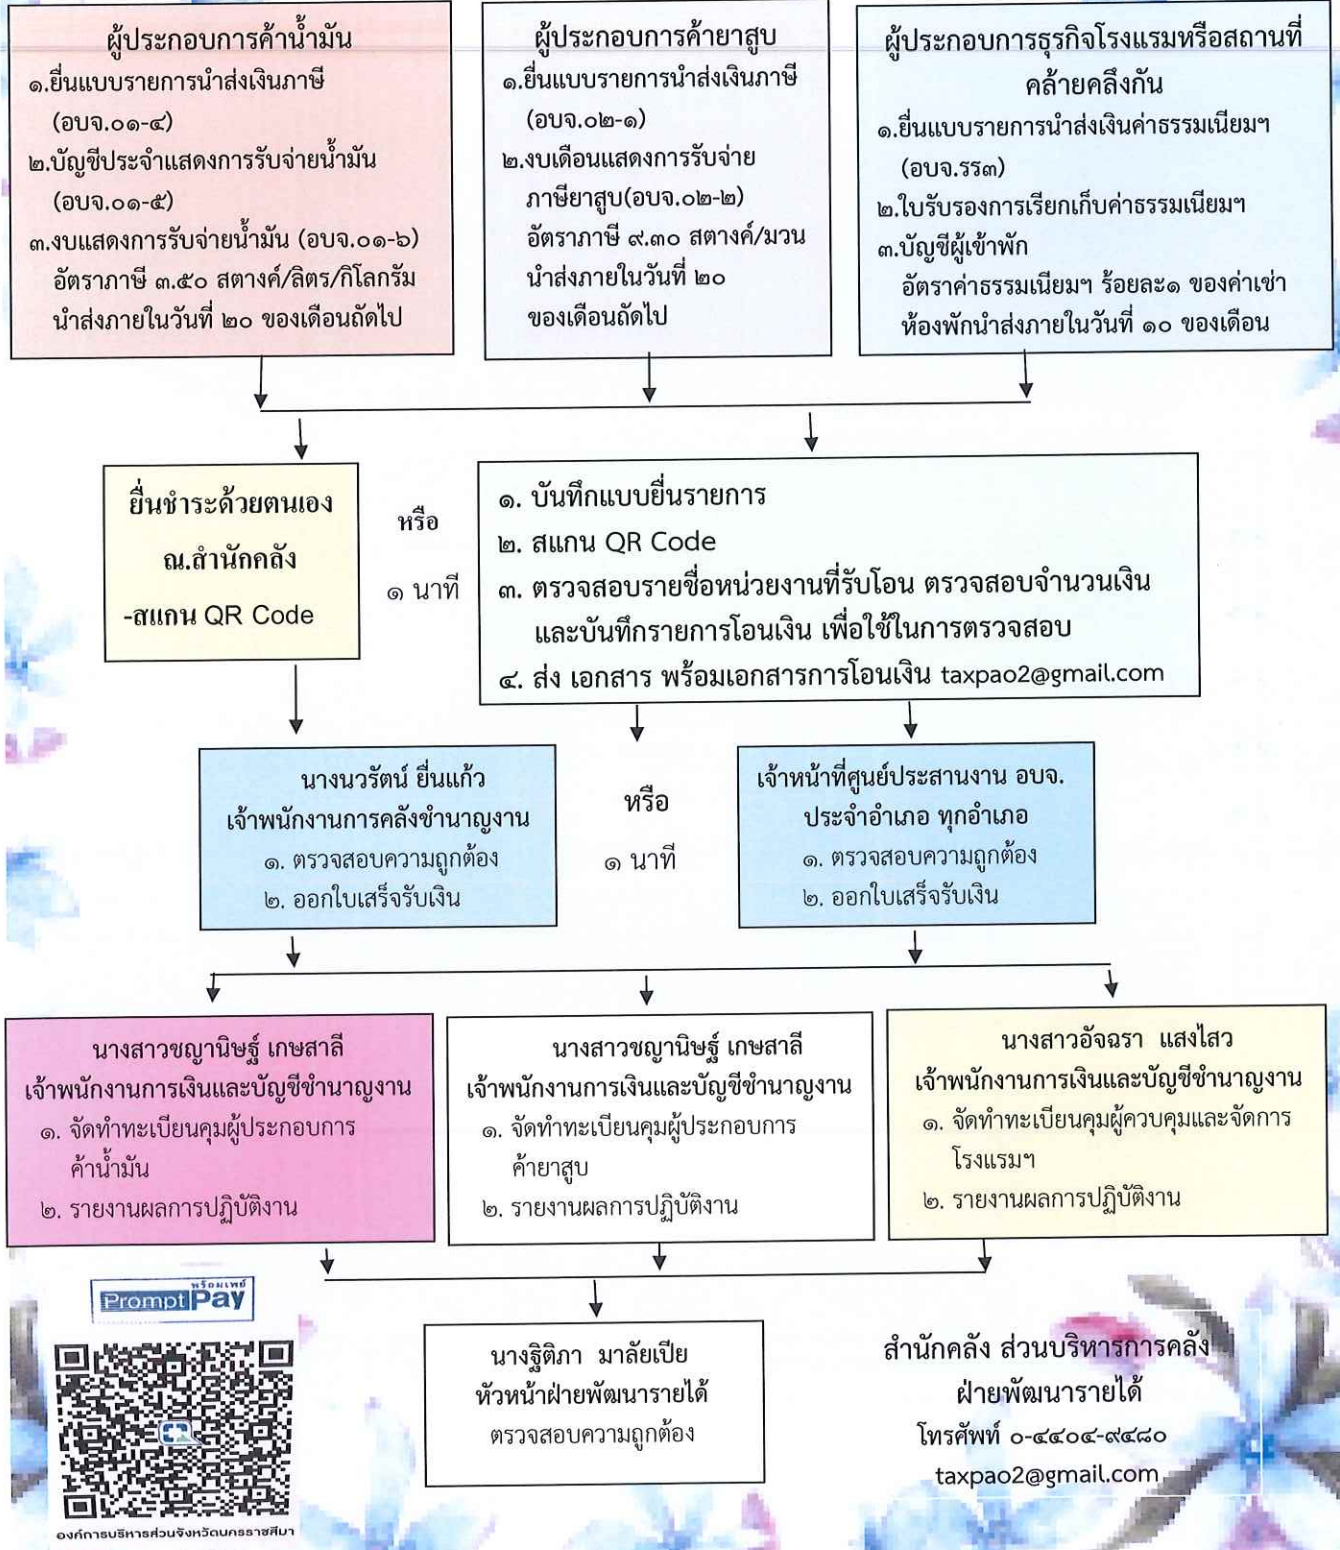 ผู้ประกอบการค้าน้ำมัน
๑.ยื่นแบบรายการนำส่งเงินภาษี
(อบจ.๐๑-๔)
๒.บัญชีประจำแสดงการรับจ่ายน้ำมัน
(อบจ.๐๑-๕)
๓.งบแสดงการรับจ่ายน้ำมัน (อบจ.๐๑-๖)
อัตราภาษี ๓.๕๐ สตางค์/ลิตร/กิโลกรัม
นำส่งภายในวันที่ ๒๐ ของเดือนถัดไป
ผู้ประกอบการค้ายาสูบ
๑.ยื่นแบบรายการนำส่งเงินภาษี
(อบจ.๐๒-๑)
๒.งบเดือนแสดงการรับจ่าย
ภาษียาสูบ(อบจ.๐๒-๒)
อัตราภาษี ๙.๓๐ สตางค์/มวน
นำส่งภายในวันที่ ๒๐
ของเดือนถัดไป
ผู้ประกอบการธุรกิจโรงแรมหรือสถานที่
คล้ายคลึงกัน
๑.ยื่นแบบรายการนำส่งเงินค่าธรรมเนียมฯ
(อบจ.รร๓)
๒.ใบรับรองการเรียกเก็บค่าธรรมเนียมฯ
๓.บัญชีผู้เข้าพัก
อัตราค่าธรรมเนียมฯ ร้อยละ๑ ของค่าเช่า
ห้องพักนำส่งภายในวันที่ ๑๐ ของเดือน
ยื่นชำระด้วยตนเอง
ณ.สำนักคลัง
-สแกน QR Code
หรือ
๑ นาที
๑. บันทึกแบบยื่นรายการ
๒. สแกน QR Code
๓. ตรวจสอบรายชื่อหน่วยงานที่รับโอน ตรวจสอบจำนวนเงิน
และบันทึกรายการโอนเงิน เพื่อใช้ในการตรวจสอบ
๔. ส่ง เอกสาร พร้อมเอกสารการโอนเงิน taxpao2@gmail.com
นางนวรัตน์ ยื่นแก้ว
เจ้าพนักงานการคลังชำนาญงาน
๑. ตรวจสอบความถูกต้อง
๒. ออกใบเสร็จรับเงิน
หรือ
๑ นาที
เจ้าหน้าที่ศูนย์ประสานงาน อบจ.
ประจำอำเภอ ทุกอำเภอ
๑. ตรวจสอบความถูกต้อง
๒. ออกใบเสร็จรับเงิน
นางสาวชญานิษฐ์ เกษสาลี
เจ้าพนักงานการเงินและบัญชีชำนาญงาน
๑. จัดทำทะเบียนคุมผู้ประกอบการ
ค้าน้ำมัน
๒. รายงานผลการปฏิบัติงาน
นางสาวชญานิษฐ์ เกษสาลี
เจ้าพนักงานการเงินและบัญชีชำนาญงาน
๑. จัดทำทะเบียนคุมผู้ประกอบการ
ค้ายาสูบ
๒. รายงานผลการปฏิบัติงาน
นางสาวอัจฉรา แสงไสว
เจ้าพนักงานการเงินและบัญชีชำนาญงาน
๑. จัดทำทะเบียนคุมผู้ควบคุมและจัดการ
โรงแรมฯ
๒. รายงานผลการปฏิบัติงาน
พร้อมเพย์
PromptPay
องค์การบริหารส่วนจังหวัดนครราชสีมา
นางฐิติภา มาลัยเปีย
หัวหน้าฝ่ายพัฒนารายได้
ตรวจสอบความถูกต้อง
สำนักคลัง ส่วนบริหารการคลัง
ฝ่ายพัฒนารายได้
โทรศัพท์ ๐-๔๔๐๔-๙๔๘๐
taxpao2@gmail.com